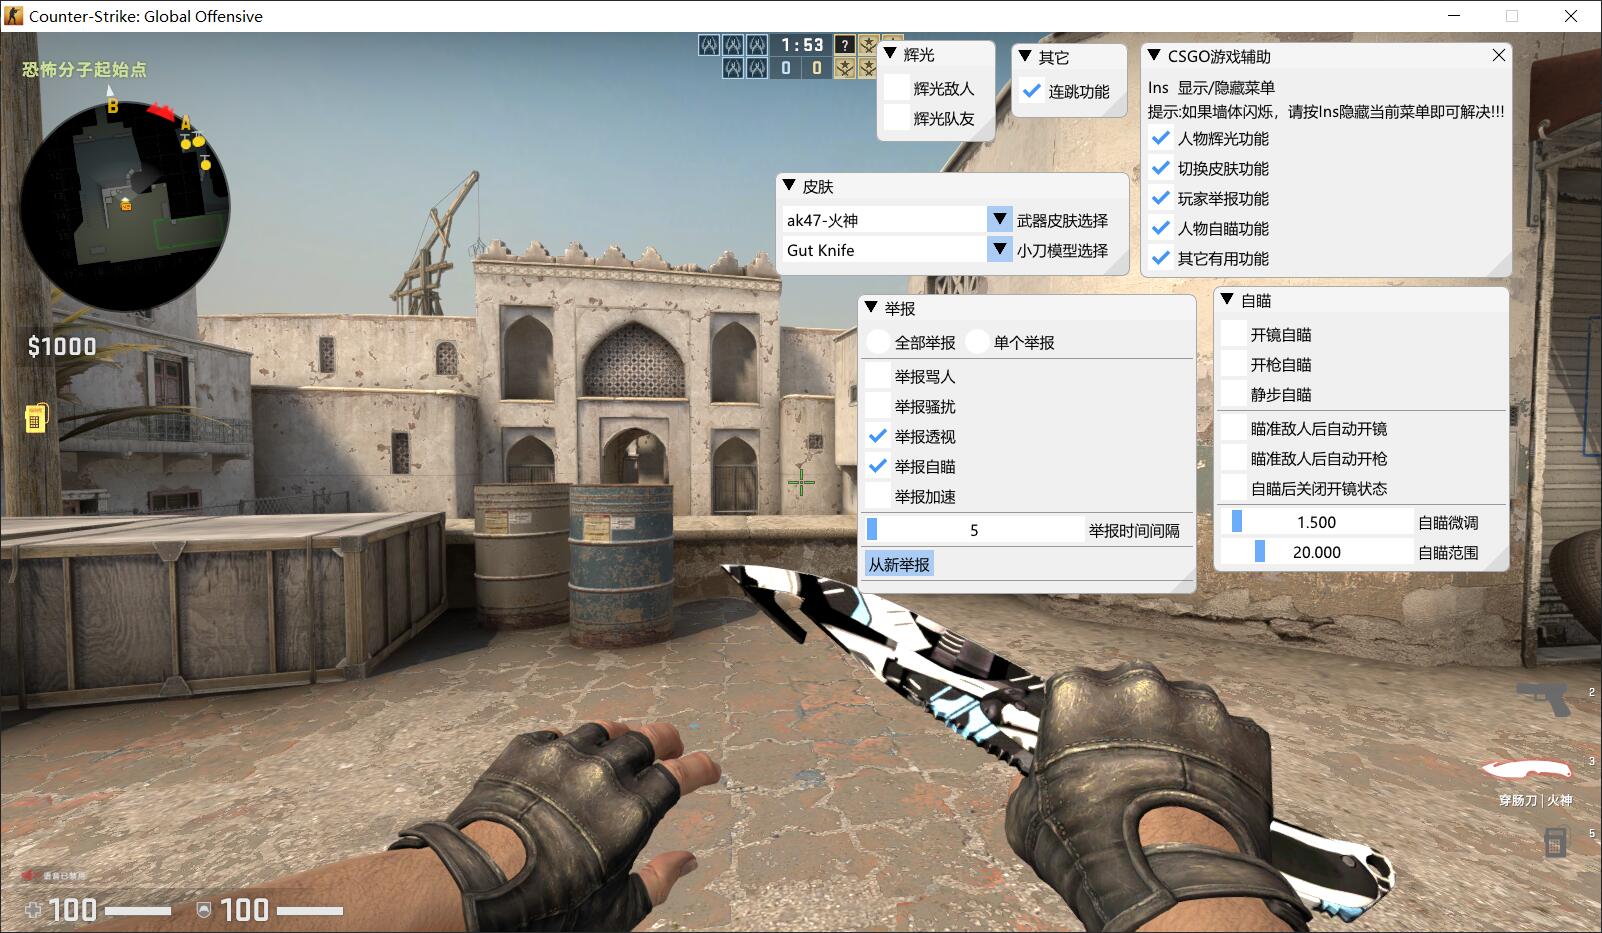 Counter-Strike: Global Offensive
恐怖分子起始点
B
A
1:53
?
0 0
$1000
辉光
辉光敌人
辉光队友
其它
连跳功能
CSGO游戏辅助
Ins 显示/隐藏菜单
提示:如果墙体闪烁，请按Ins隐藏当前菜单即可解决!!!
人物辉光功能
切换皮肤功能
玩家举报功能
人物自瞄功能
其它有用功能
皮肤
ak47-火神 武器皮肤选择
Gut Knife 小刀模型选择
举报
全部举报 单个举报
举报骂人
举报骚扰
举报透视
举报自瞄
举报加速
5 举报时间间隔
从新举报
自瞄
开镜自瞄
开枪自瞄
静步自瞄
瞄准敌人后自动开镜
瞄准敌人后自动开枪
自瞄后关闭开镜状态
1.500 自瞄微调
20.000 自瞄范围
2
3
穿肠刀 | 火神
5
语音已禁用
100 100